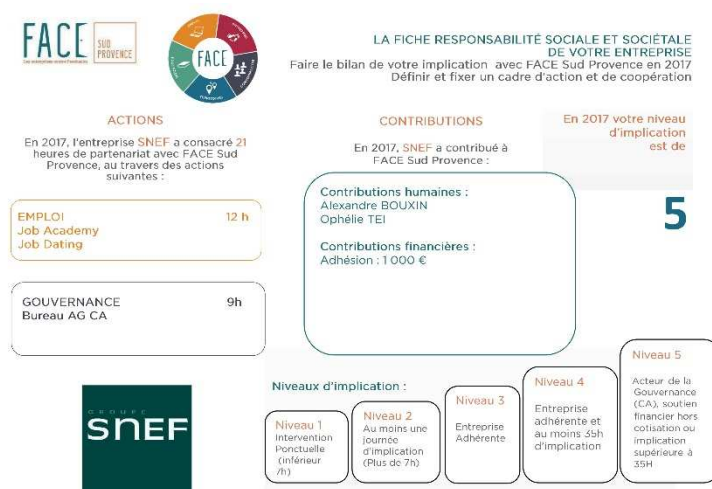 FACE
SUD
PROVENCE
FACE
LA FICHE RESPONSABILITÉ SOCIALE ET SOCIÉTALE
DE VOTRE ENTREPRISE
Faire le bilan de votre implication avec FACE Sud Provence en 2017
Définir et fixer un cadre d'action et de coopération
ACTIONS
En 2017, l'entreprise SNEF a consacré 21
heures de partenariat avec FACE Sud
Provence, au travers des actions
suivantes :
EMPLOI 12 h
Job Academy
Job Dating
GOUVERNANCE 9h
Bureau AG CA
GROUPE
SNEF
CONTRIBUTIONS
En 2017, SNEF a contribué à
FACE Sud Provence :
Contributions humaines :
Alexandre BOUXIN
Ophélie TEI
Contributions financières :
Adhésion : 1 000 €
En 2017 votre niveau
d'implication
est de
5
Niveaux d'implication :
Niveau 1
Intervention
Ponctuelle
(inférieur
/h)
Niveau 2
Au moins une
journée
d'implication
(Plus de 7h)
Niveau 3
Entreprise
Adhérente
Niveau 4
Entreprise
adhérente et
au moins 35h
d'implication
Niveau 5
Acteur de la
Gouvernance
(CA), soutien
financier hors
cotisation ou
implication
supérieure à
35H